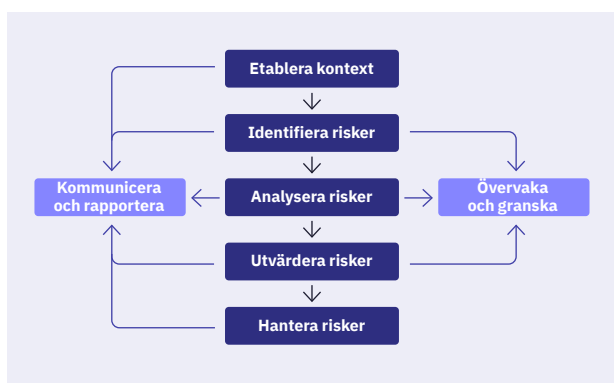 Etablera kontext
Identifiera risker
Kommunicera
och rapportera
Analysera risker
Övervaka
och granska
Utvärdera risker
Hantera risker